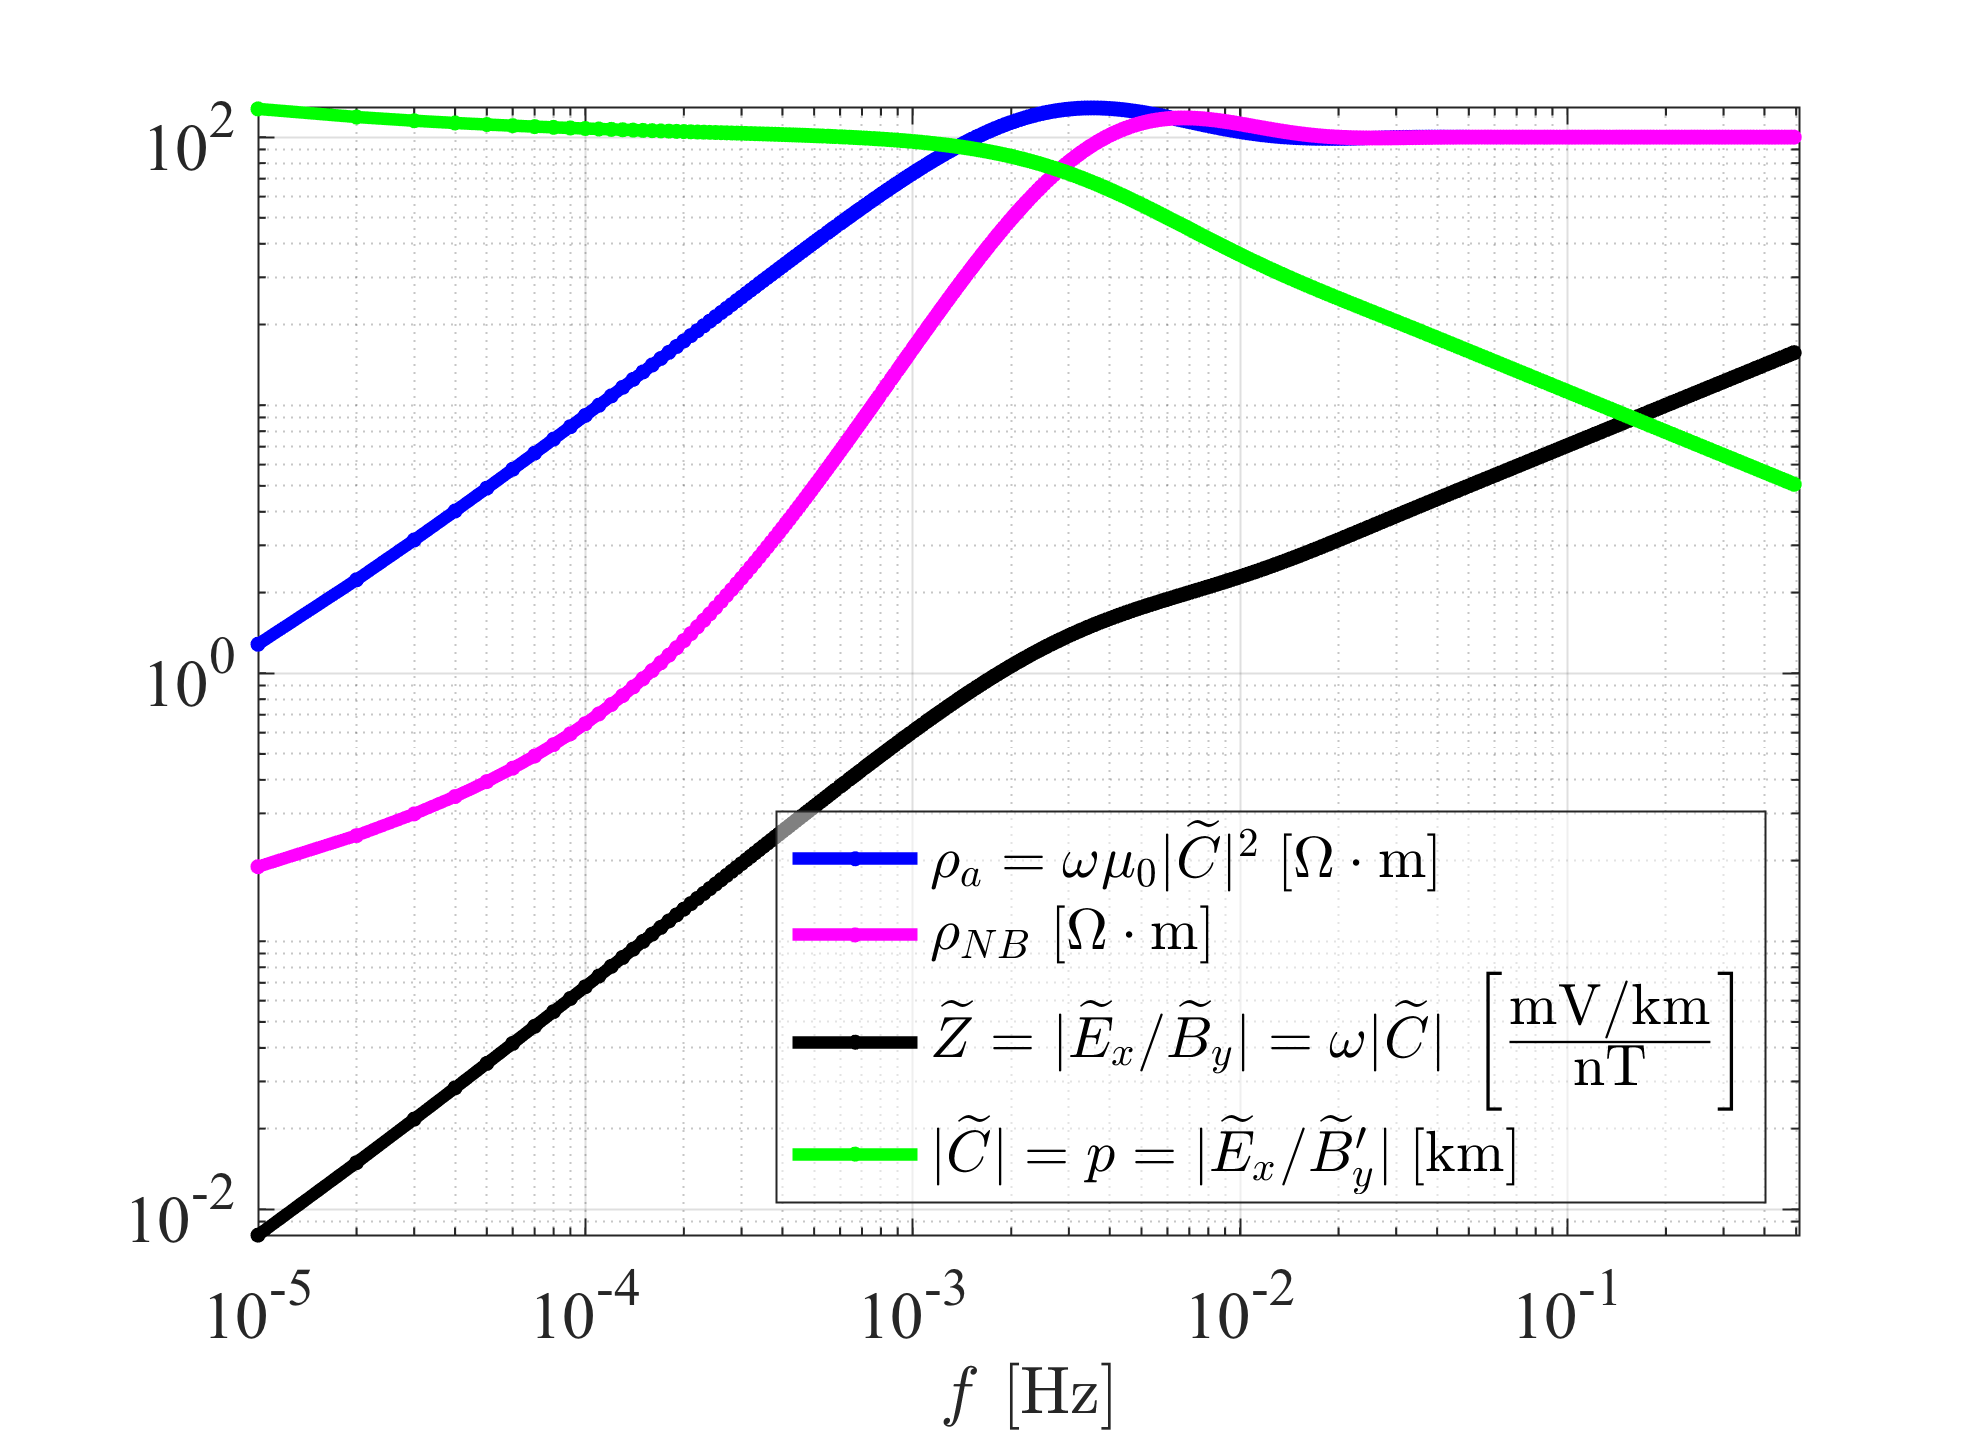 10^2
10^0
10^-2
10^-5 10^-4 10^-3 10^-2 10^-1
f [Hz]
ρ_a = ωμ_0|C̃|^2 [Ω · m]
ρ_NB [Ω · m]
Z̃ = |Ẽ_x/B̃_y| = ω|C̃| [mV/km / nT]
|C̃| = p = |Ẽ_x/B̃′_y| [km]